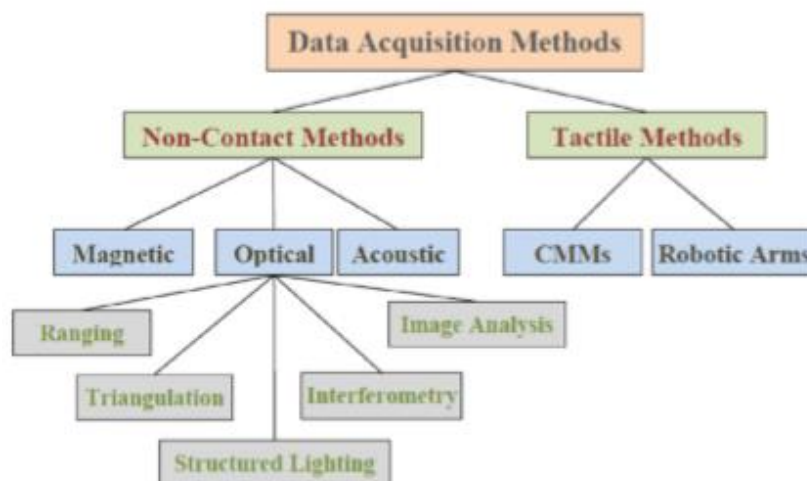 Data Acquisition Methods
Non-Contact Methods
Tactile Methods
Magnetic
Optical
Acoustic
CMMs
Robotic Arms
Ranging
Image Analysis
Triangulation
Interferometry
Structured Lighting